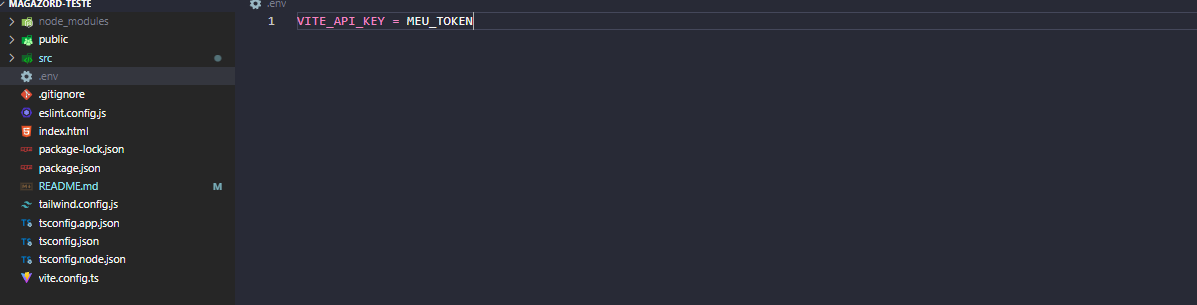 MAGAZORD-TESTE
node_modules
public
src
.env
.gitignore
eslint.config.js
index.html
package-lock.json
package.json
README.md M
tailwind.config.js
tsconfig.app.json
tsconfig.json
tsconfig.node.json
vite.config.ts
.env
1 VITE_API_KEY = MEU_TOKEN